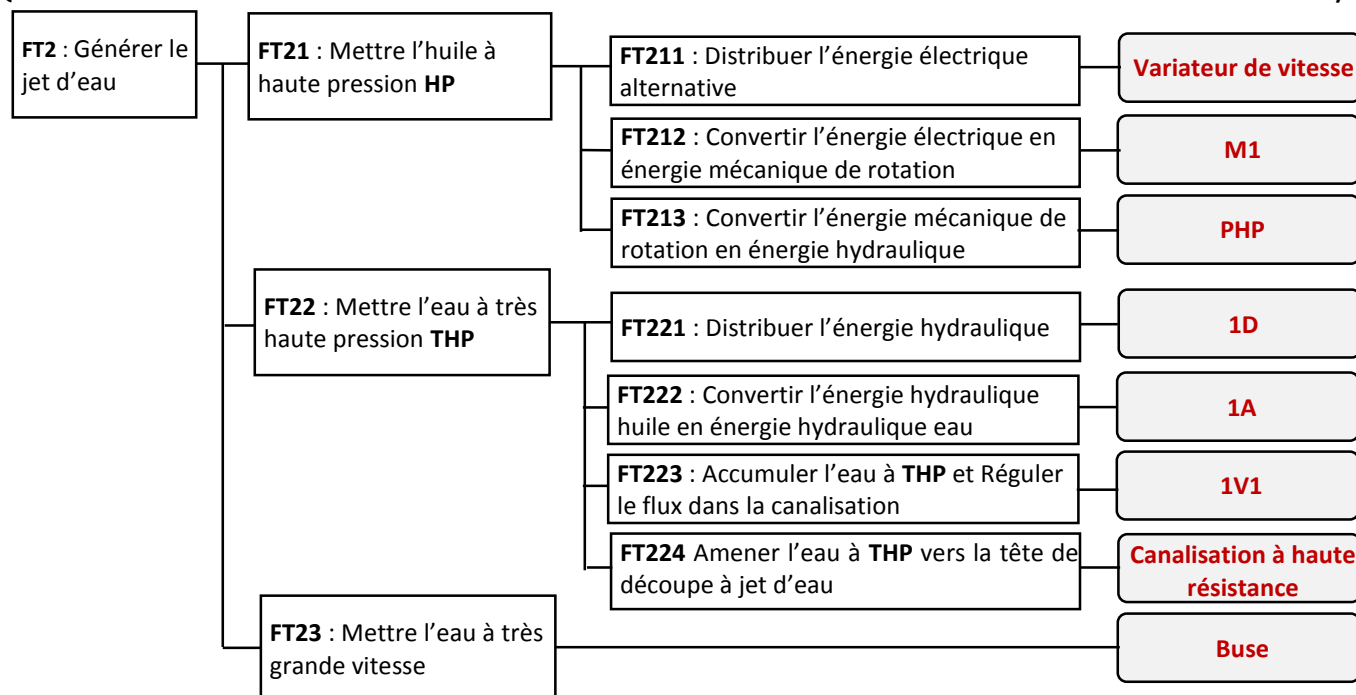 FT2 : Générer le
jet d’eau
FT21 : Mettre l’huile à
haute pression HP
FT211 : Distribuer l’énergie électrique
alternative
Variateur de vitesse
FT212 : Convertir l’énergie électrique en
énergie mécanique de rotation
M1
FT213 : Convertir l’énergie mécanique de
rotation en énergie hydraulique
PHP
FT22 : Mettre l’eau à très
haute pression THP
FT221 : Distribuer l’énergie hydraulique
1D
FT222 : Convertir l’énergie hydraulique
huile en énergie hydraulique eau
1A
FT223 : Accumuler l’eau à THP et Réguler
le flux dans la canalisation
1V1
FT224 Amener l’eau à THP vers la tête de
découpe à jet d’eau
Canalisation à haute
résistance
FT23 : Mettre l’eau à très
grande vitesse
Buse